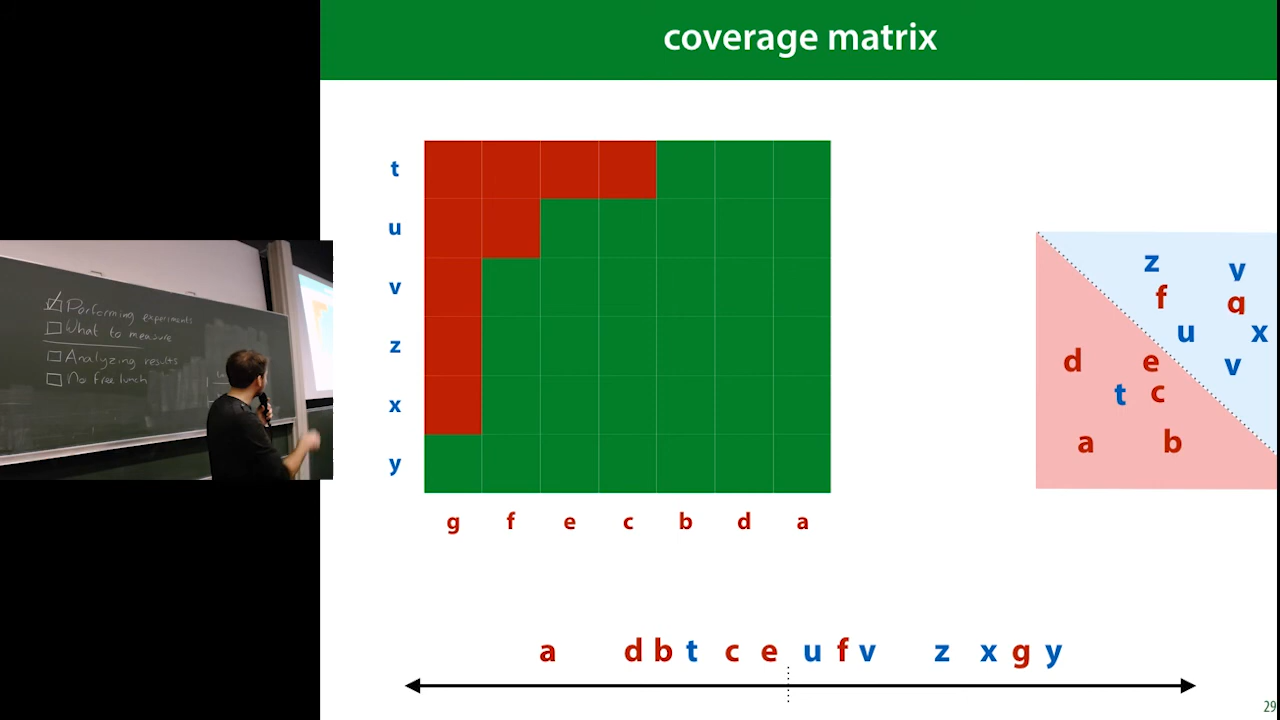 coverage matrix
t
u
v
z
x
y
g f e c b d a
z y
f g
u x
d e v
t c
a b
a d b t c e u f v z x g y
29
Performing experiments
What to measure
Analyzing results
No free lunch